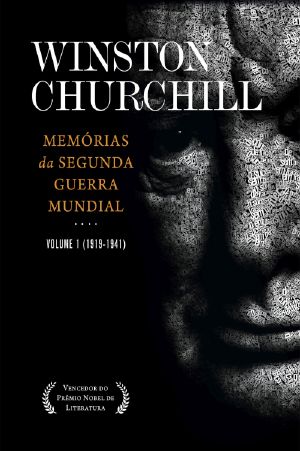 WINSTON
CHURCHILL
MEMÓRIAS
da SEGUNDA
GUERRA
MUNDIAL
....
VOLUME 1 (1919-1941)
VENCEDOR DO
PRÊMIO NOBEL DE
LITERATURA